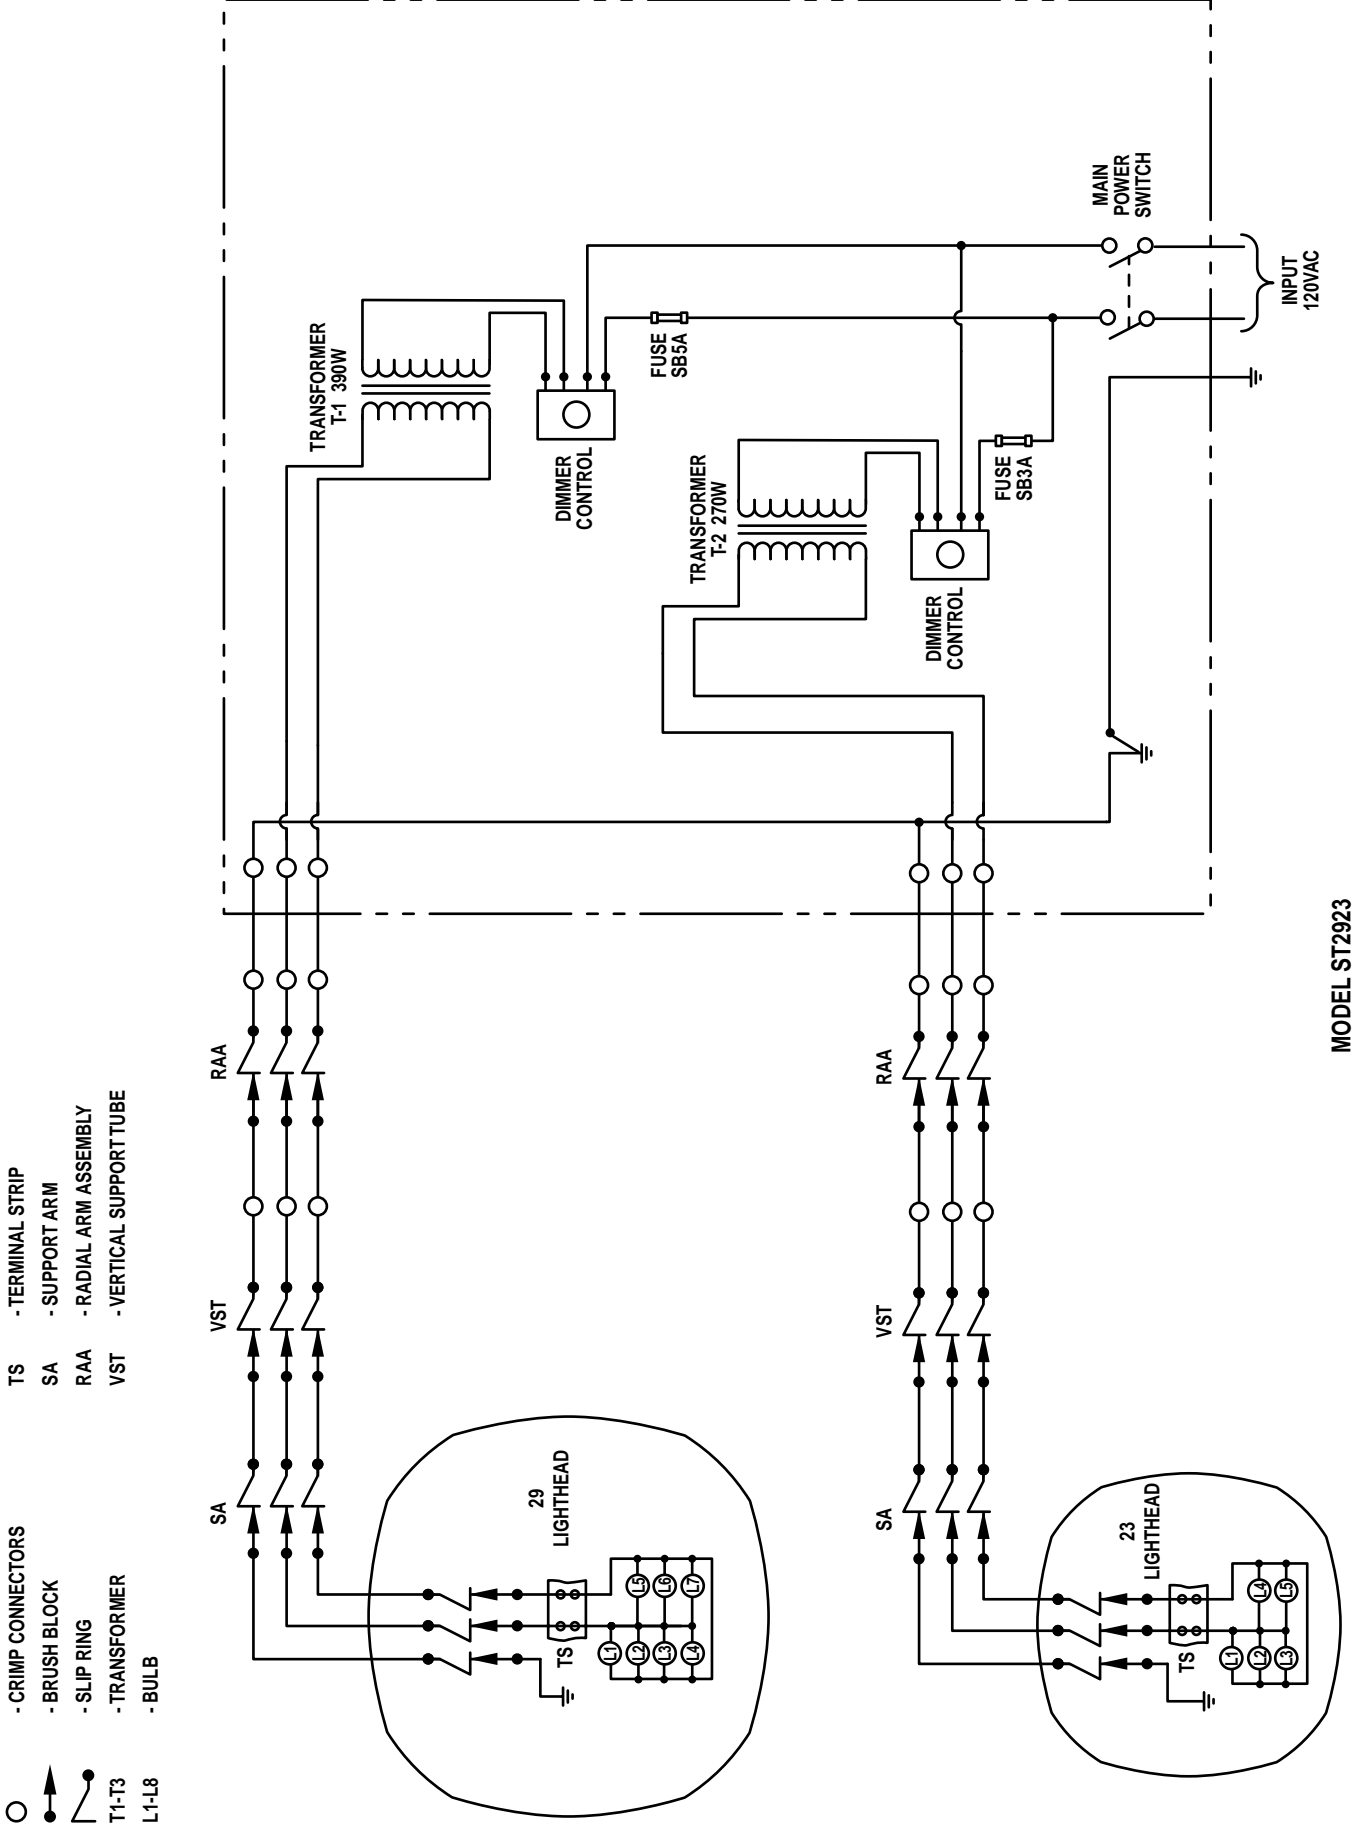 - CRIMP CONNECTORS
- BRUSH BLOCK
- SLIP RING
T1-T3 - TRANSFORMER
L1-L8 - BULB
TS - TERMINAL STRIP
SA - SUPPORT ARM
RAA - RADIAL ARM ASSEMBLY
VST - VERTICAL SUPPORT TUBE
SA
VST
RAA
TRANSFORMER
T-1 390W
29
LIGHTHEAD
TS
L1
L2
L3
L4
L5
L6
L7
DIMMER
CONTROL
FUSE
SB5A
TRANSFORMER
T-2 270W
SA
VST
RAA
DIMMER
CONTROL
FUSE
SB3A
23
LIGHTHEAD
TS
L1
L2
L3
L4
L5
MAIN
POWER
SWITCH
INPUT
120VAC
MODEL ST2923